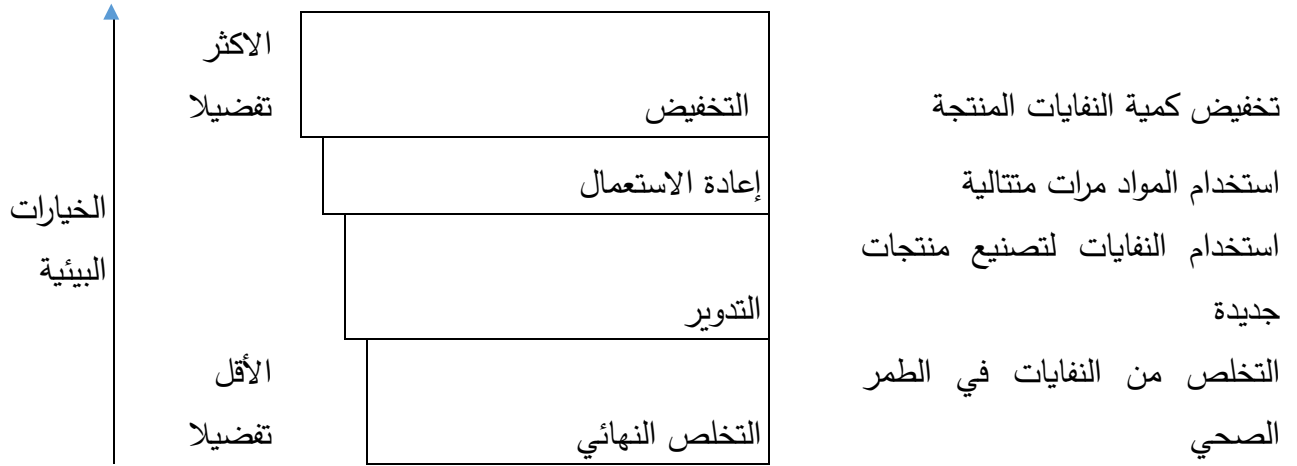 تخفيض كمية النفايات المنتجة
التخفيض
الاكثر
تفضيلا
استخدام المواد مرات متتالية
إعادة الاستعمال
استخدام النفايات لتصنيع منتجات
جديدة
التدوير
التخلص من النفايات في الطمر
الصحي
التخلص النهائي
الأقل
تفضيلا
الخيارات
البيئية